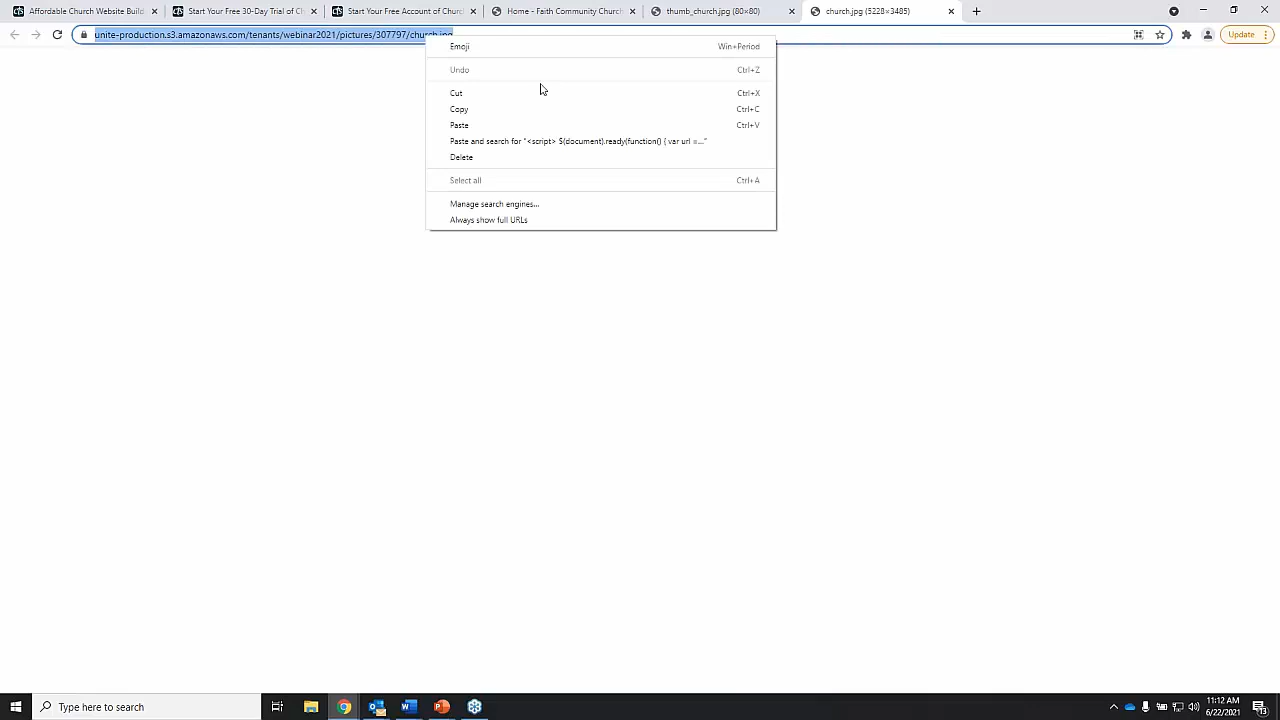 Affordable Church Website Build
Start Your Free 30-Day Trial of Ch
Start Your Free Account of Church
Home - Faith Community Church
thumb_church.jpg (80×80)
church.jpg (5228×3485)
unite-production.s3.amazonaws.com/tenants/webinar2021/pictures/307797/church.jpg
Update
Emoji Win+Period
Undo Ctrl+Z
Cut Ctrl+X
Copy Ctrl+C
Paste Ctrl+V
Paste and search for "<script> $(document).ready(function() { var url =..."
Delete
Select all Ctrl+A
Manage search engines...
Always show full URLs
Type here to search
11:12 AM
6/22/2021